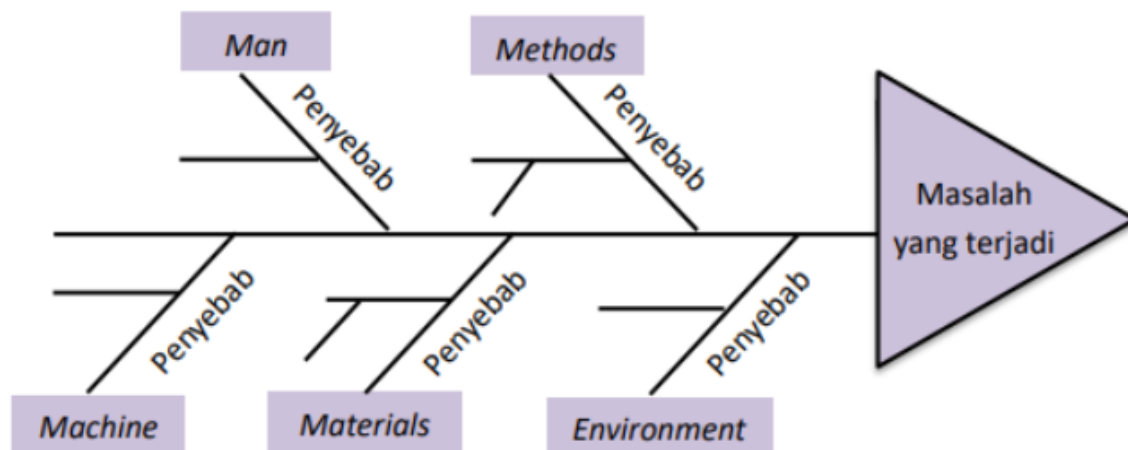 Man
Methods
Penyebab
Penyebab
Masalah
yang terjadi
Penyebab
Penyebab
Penyebab
Machine
Materials
Environment